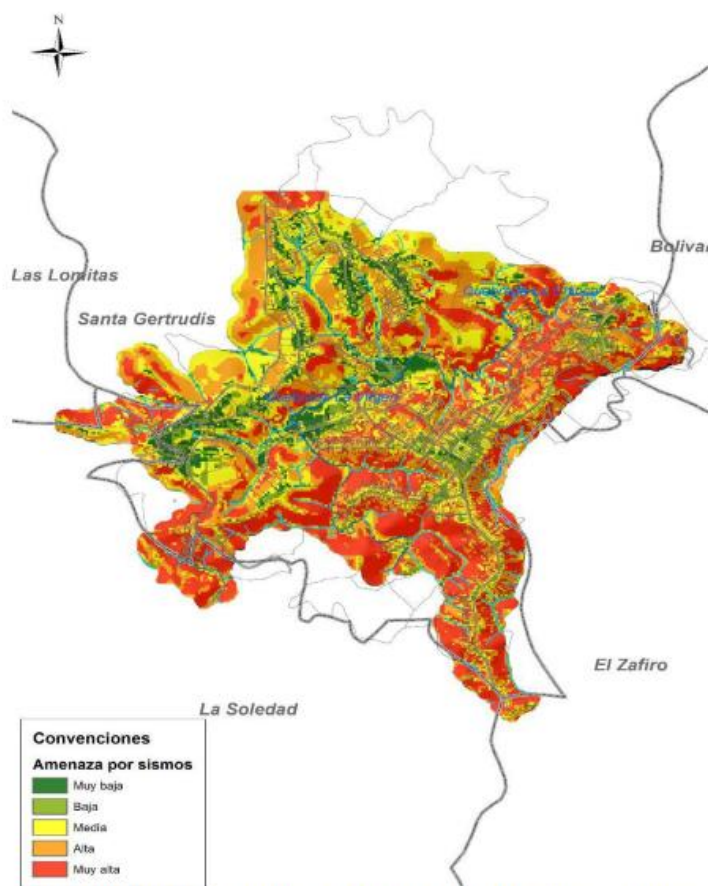 N
Bolivar
Las Lomitas
Santa Gertrudis
El Zafiro
La Soledad
Convenciones
Amenaza por sismos
Muy baja
Baja
Media
Alta
Muy alta